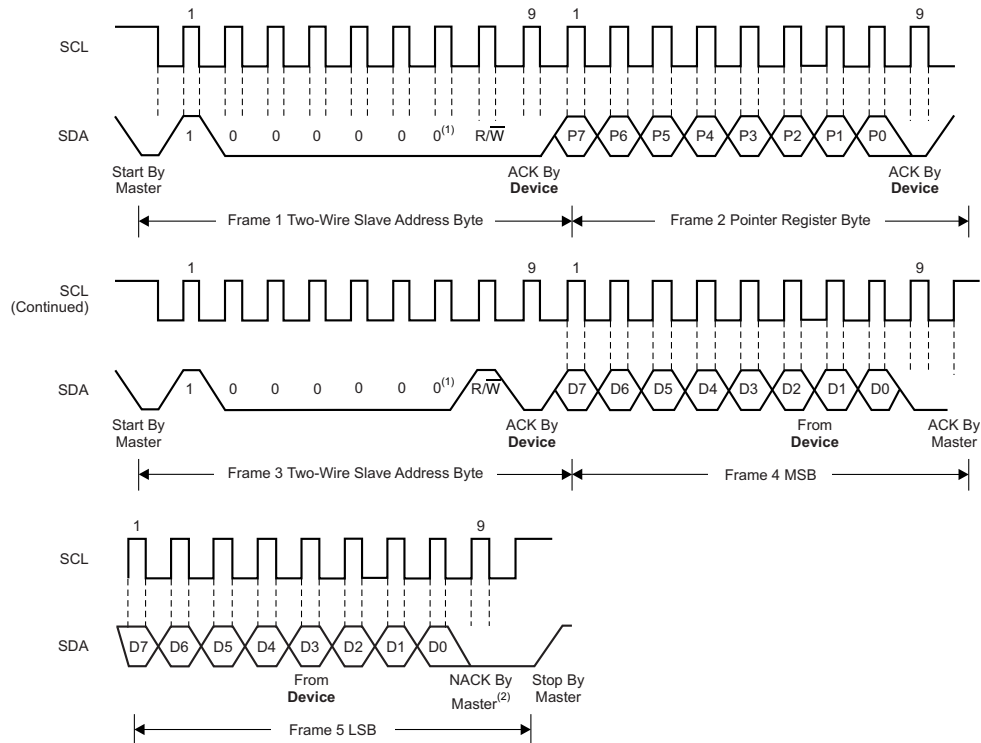 1 9 1 9
SCL
SDA 1 0 0 0 0 0(1) R/W P7 P6 P5 P4 P3 P2 P1 P0
Start By
Master
ACK By
Device
ACK By
Device
Frame 1 Two-Wire Slave Address Byte
Frame 2 Pointer Register Byte
1 9 1 9
SCL
(Continued)
SDA 1 0 0 0 0 0(1) R/W D7 D6 D5 D4 D3 D2 D1 D0
Start By
Master
ACK By
Device
From
Device
ACK By
Master
Frame 3 Two-Wire Slave Address Byte
Frame 4 MSB
1 9
SCL
SDA D7 D6 D5 D4 D3 D2 D1 D0
From
Device
NACK By
Master(2)
Stop By
Master
Frame 5 LSB